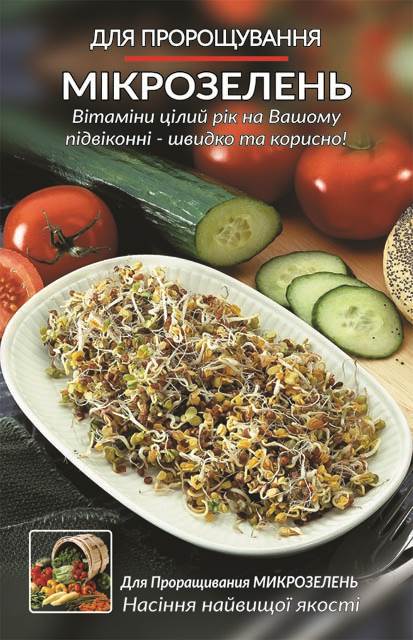 ДЛЯ ПРОРОЩУВАННЯ
МІКРОЗЕЛЕНЬ
Вітаміни цілий рік на Вашому
підвіконні - швидко та корисно!
Для Проращивания МИКРОЗЕЛЕНЬ
Насіння найвищої якості